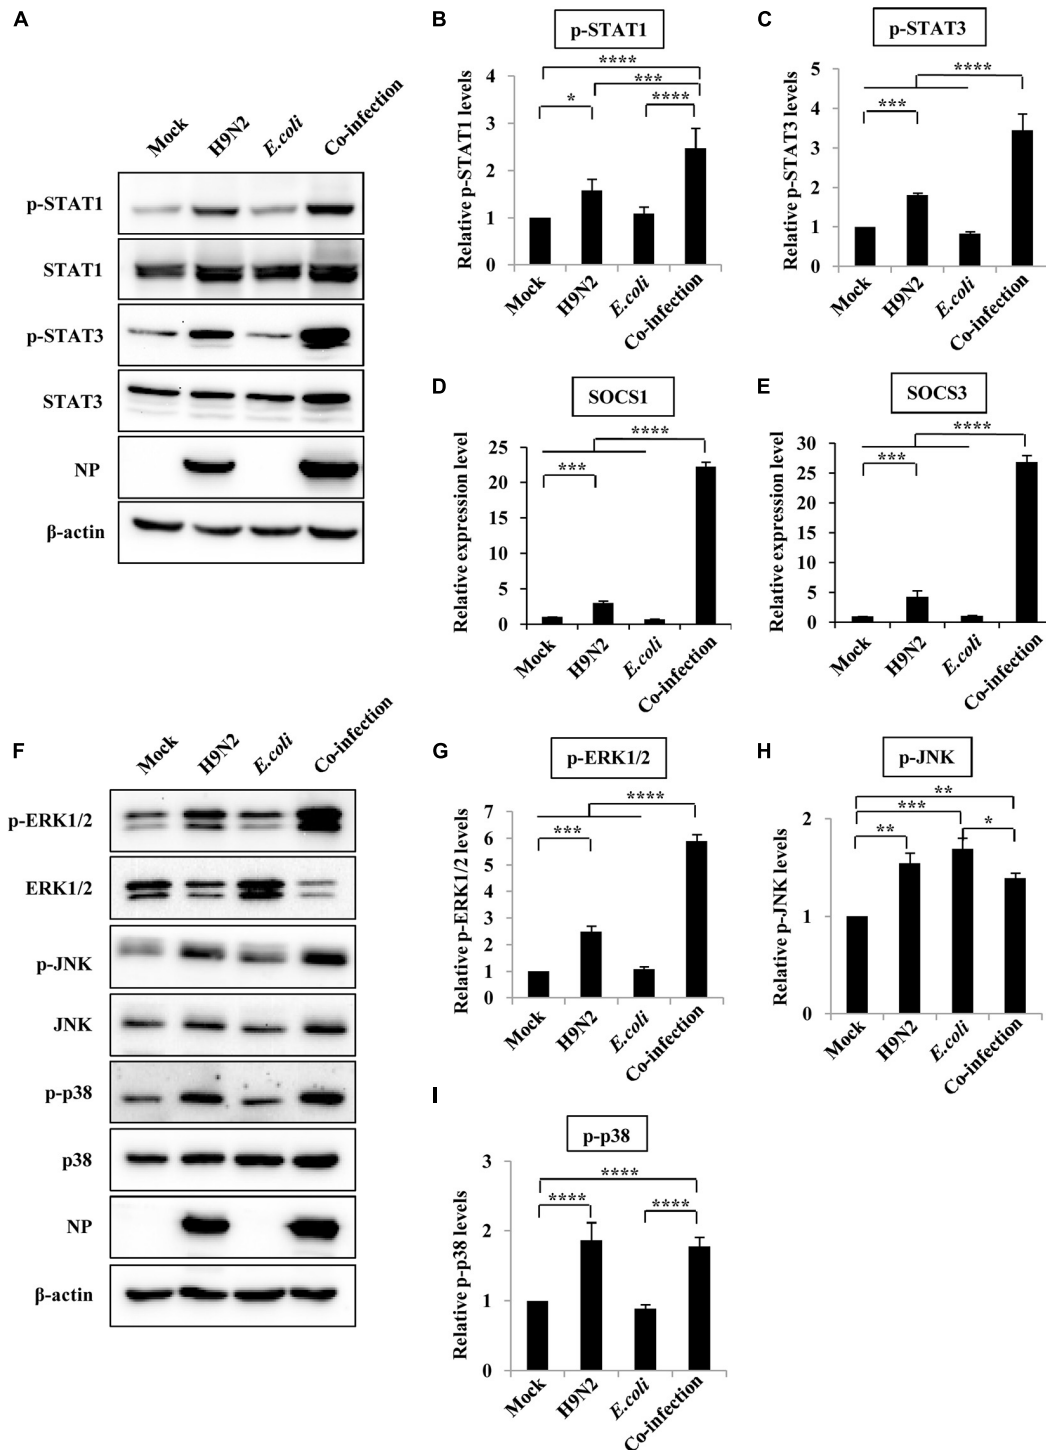 A
Mock
H9N2
E.coli
Co-infection
p-STAT1
STAT1
p-STAT3
STAT3
NP
β-actin
B
p-STAT1
Relative p-STAT1 levels
4
3
2
1
0
****
***
*
****
Mock
H9N2
E.coli
Co-infection
C
p-STAT3
Relative p-STAT3 levels
5
4
3
2
1
0
****
***
Mock
H9N2
E.coli
Co-infection
D
SOCS1
Relative expression level
25
20
15
10
5
0
****
***
Mock
H9N2
E.coli
Co-infection
E
SOCS3
Relative expression level
30
25
20
15
10
5
0
****
***
Mock
H9N2
E.coli
Co-infection
F
Mock
H9N2
E.coli
Co-infection
p-ERK1/2
ERK1/2
p-JNK
JNK
p-p38
p38
NP
β-actin
G
p-ERK1/2
Relative p-ERK1/2 levels
7
6
5
4
3
2
1
0
****
***
Mock
H9N2
E.coli
Co-infection
H
p-JNK
Relative p-JNK levels
2
1
0
**
***
**
*
Mock
H9N2
E.coli
Co-infection
I
p-p38
Relative p-p38 levels
3
2
1
0
****
****
****
Mock
H9N2
E.coli
Co-infection